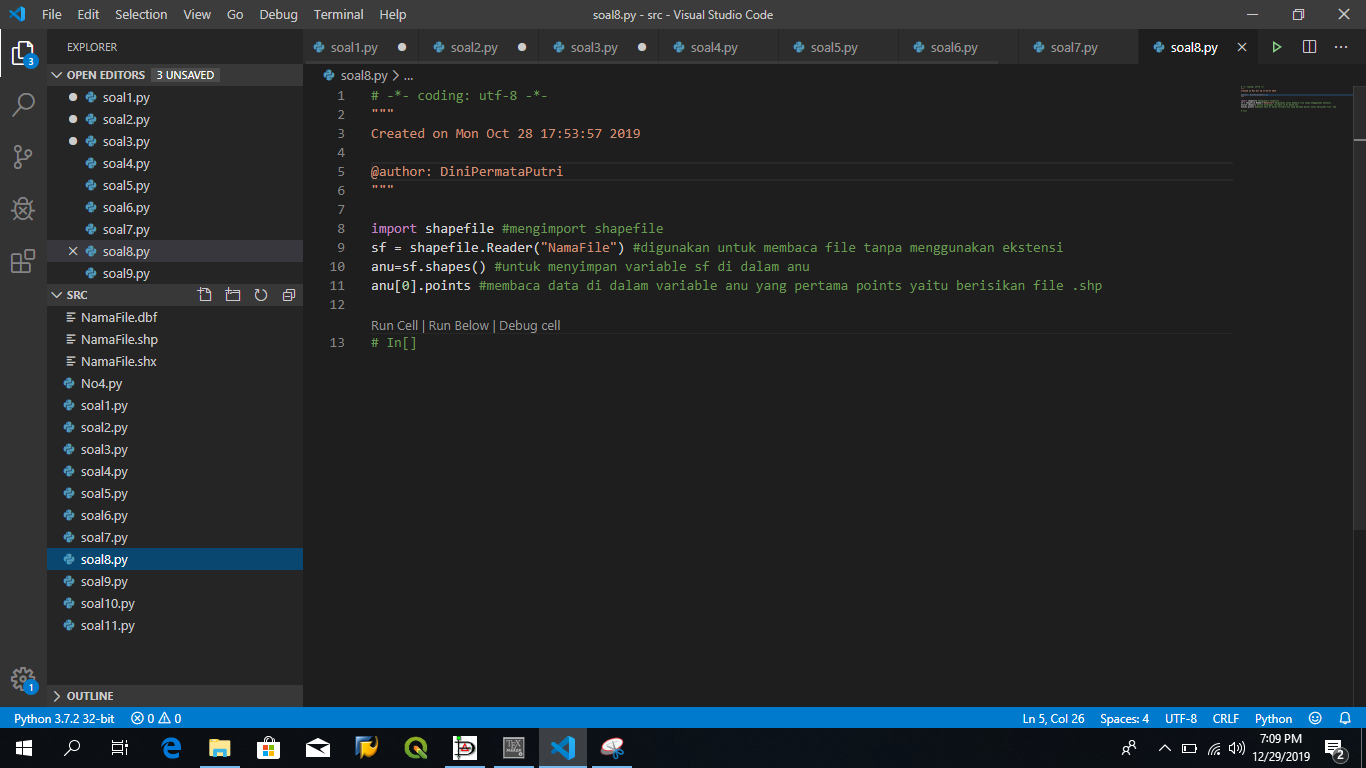 File Edit Selection View Go Debug Terminal Help soal8.py - src - Visual Studio Code
EXPLORER
OPEN EDITORS 3 UNSAVED
soal1.py
soal2.py
soal3.py
soal4.py
soal5.py
soal6.py
soal7.py
soal8.py
soal9.py
SRC
NamaFile.dbf
NamaFile.shp
NamaFile.shx
No4.py
soal1.py
soal2.py
soal3.py
soal4.py
soal5.py
soal6.py
soal7.py
soal8.py
soal9.py
soal10.py
soal11.py
OUTLINE
3
1
soal1.py soal2.py soal3.py soal4.py soal5.py soal6.py soal7.py soal8.py
soal8.py > ...
1 # -*- coding: utf-8 -*-
2 """
3 Created on Mon Oct 28 17:53:57 2019
4
5 @author: DiniPermataPutri
6 """
7
8 import shapefile #mengimport shapefile
9 sf = shapefile.Reader("NamaFile") #digunakan untuk membaca file tanpa menggunakan ekstensi
10 anu=sf.shapes() #untuk menyimpan variable sf di dalam anu
11 anu[0].points #membaca data di dalam variable anu yang pertama points yaitu berisikan file .shp
12
Run Cell | Run Below | Debug cell
13 # In[]
Python 3.7.2 32-bit 0 0 Ln 5, Col 26 Spaces: 4 UTF-8 CRLF Python
7:09 PM
12/29/2019
2